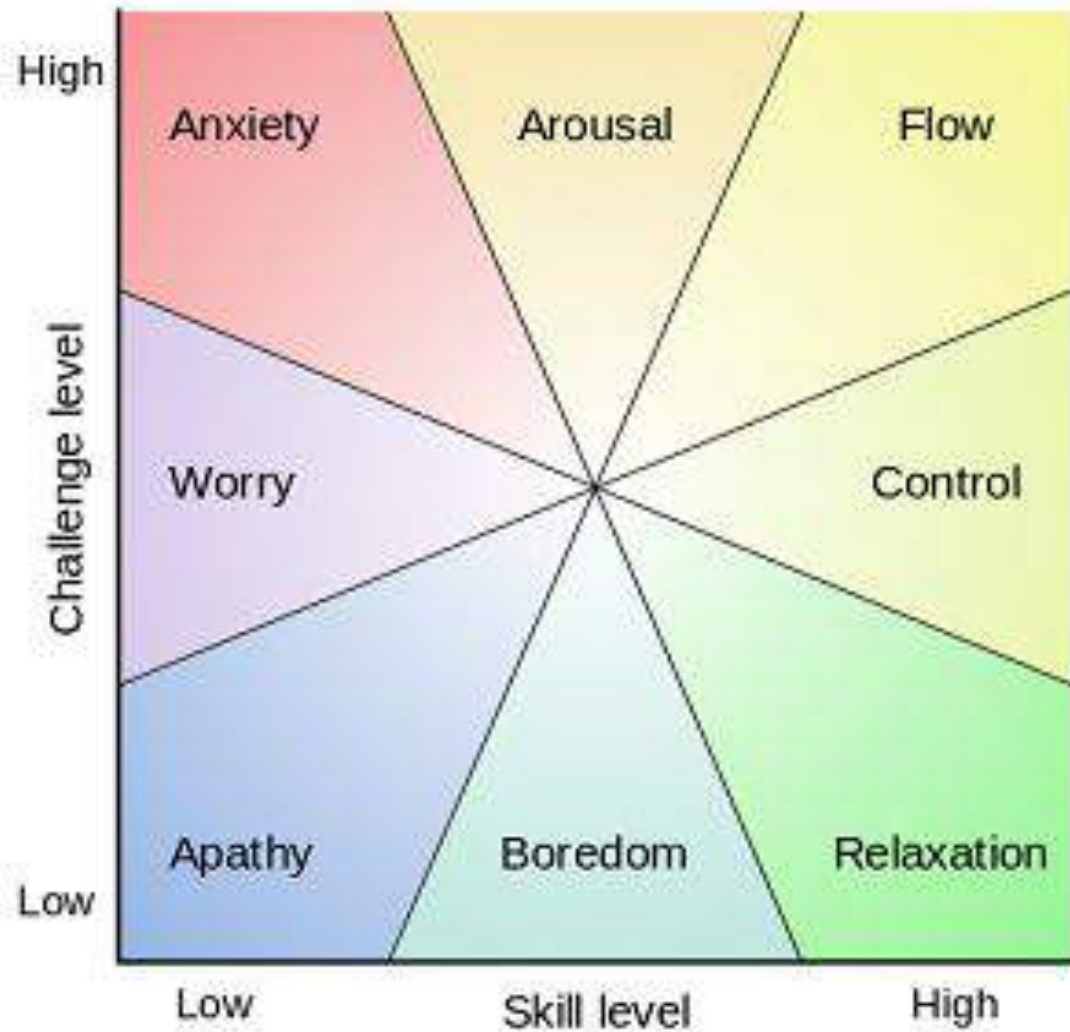 High
Anxiety
Arousal
Flow
Challenge level
Worry
Control
Apathy
Boredom
Relaxation
Low
Low
Skill level
High